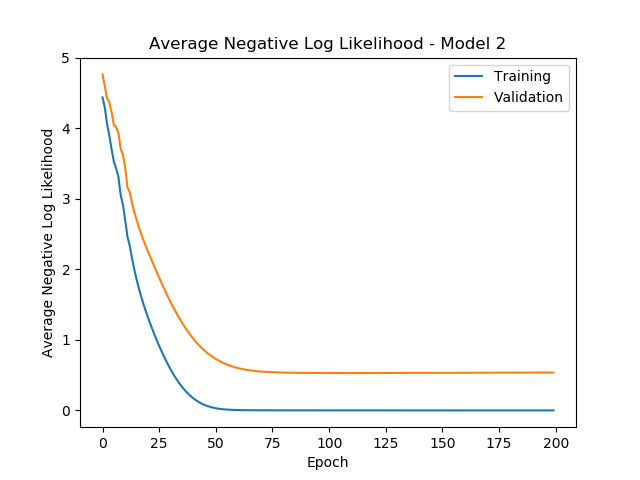 Average Negative Log Likelihood - Model 2
Training
Validation
Average Negative Log Likelihood
5
4
3
2
1
0
0 25 50 75 100 125 150 175 200
Epoch